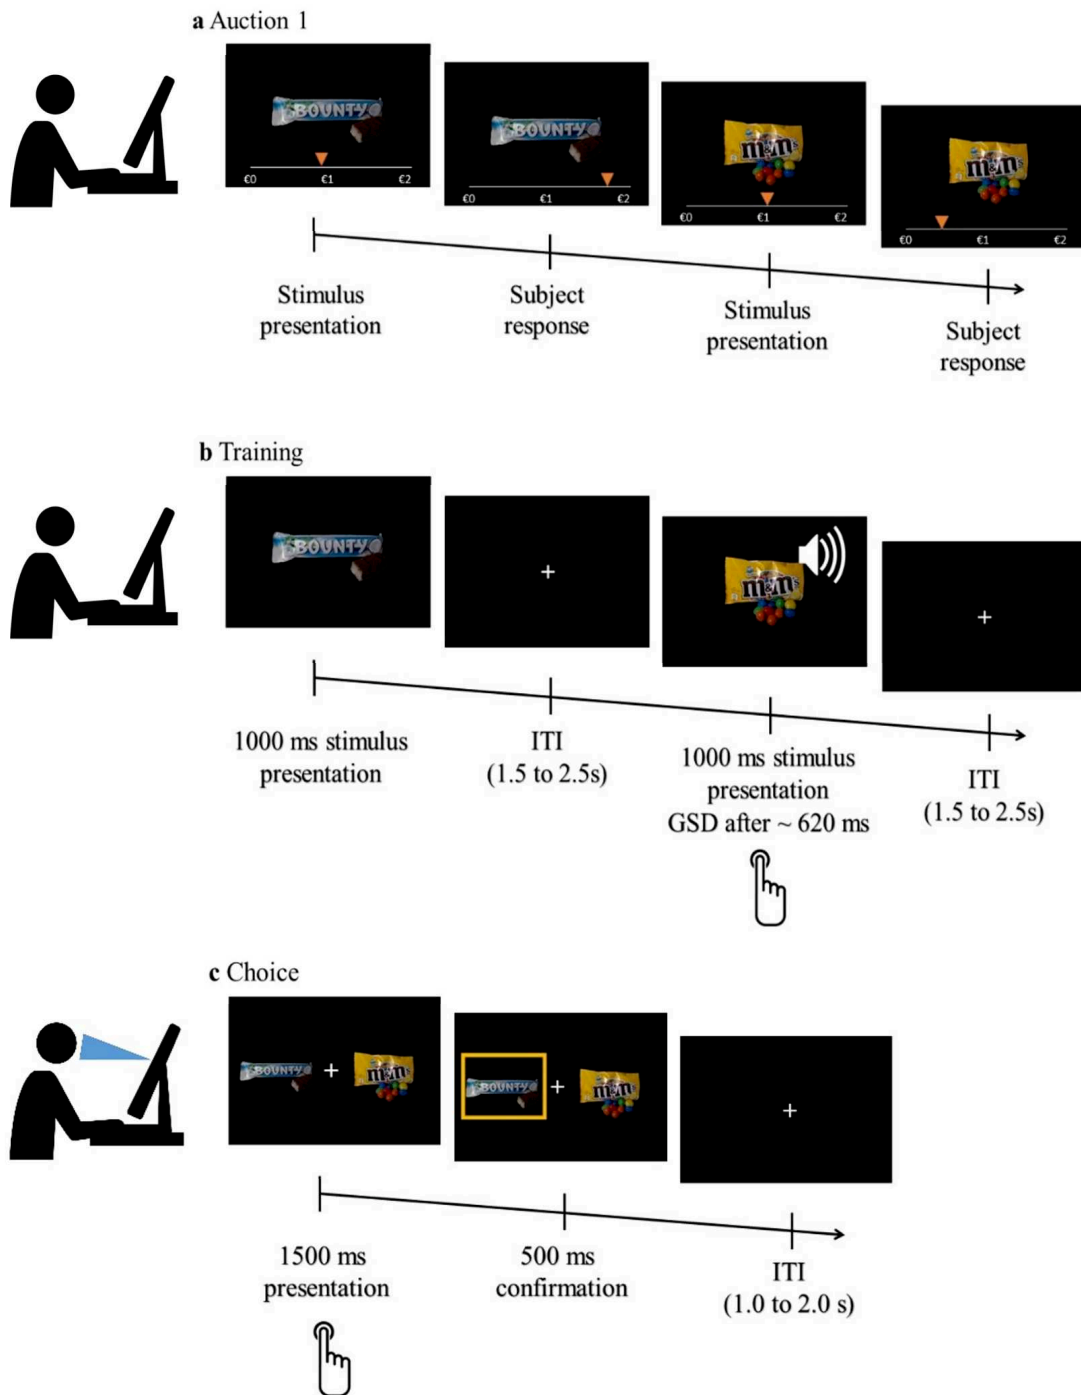 a Auction 1
BOUNTY
€0 €1 €2
BOUNTY
€0 €1 €2
m&m's
€0 €1 €2
m&m's
€0 €1 €2
Stimulus
presentation
Subject
response
Stimulus
presentation
Subject
response
b Training
BOUNTY
+
m&m's
+
1000 ms stimulus
presentation
ITI
(1.5 to 2.5s)
1000 ms stimulus
presentation
GSD after ~ 620 ms
ITI
(1.5 to 2.5s)
c Choice
BOUNTY + m&m's
BOUNTY + m&m's
+
1500 ms
presentation
500 ms
confirmation
ITI
(1.0 to 2.0 s)